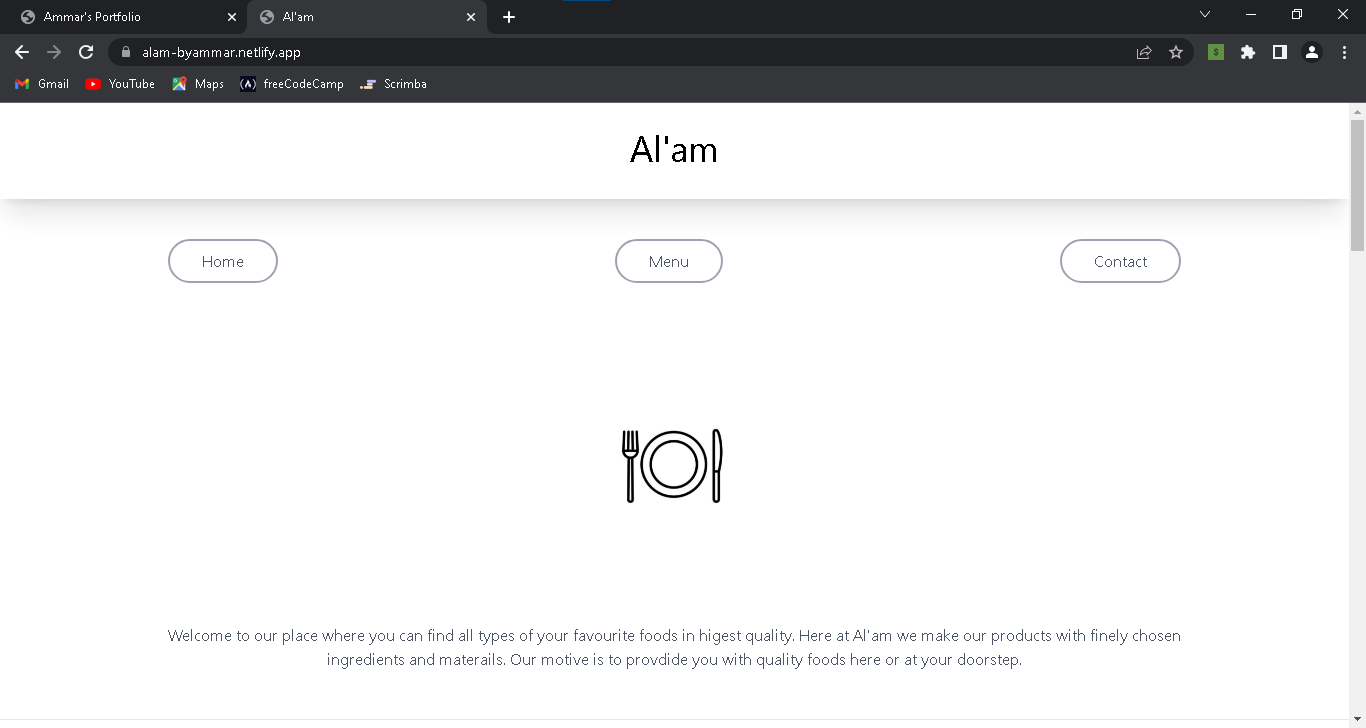 Ammar's Portfolio
Al'am
alam-byammar.netlify.app
Gmail
YouTube
Maps
freeCodeCamp
Scrimba
Al'am
Home
Menu
Contact
Welcome to our place where you can find all types of your favourite foods in higest quality. Here at Al'am we make our products with finely chosen
ingredients and materails. Our motive is to provdide you with quality foods here or at your doorstep.